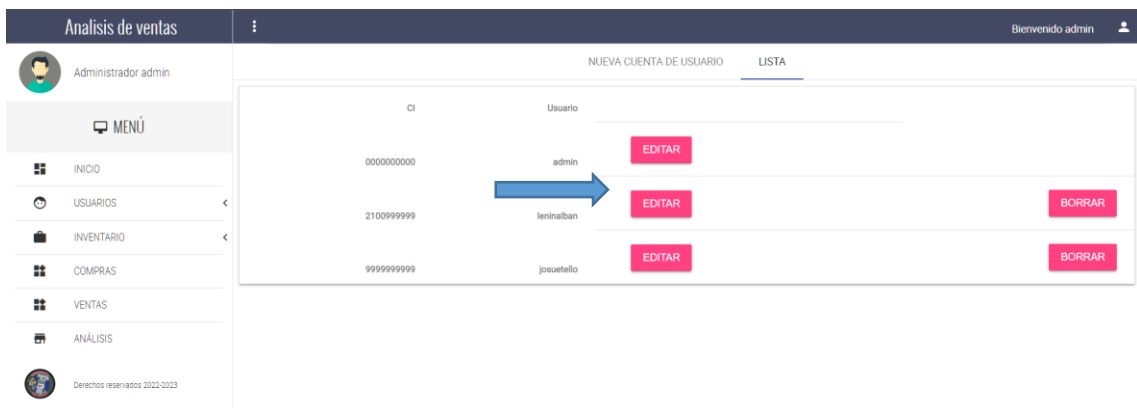 Analisis de ventas
Bienvenido admin
Administrador admin
NUEVA CUENTA DE USUARIO LISTA
MENÚ
CI Usuario
INICIO
0000000000 admin EDITAR
USUARIOS
2100999999 leninalban EDITAR BORRAR
INVENTARIO
COMPRAS
9999999999 josuetello EDITAR BORRAR
VENTAS
ANÁLISIS
Derechos reservados 2022-2023